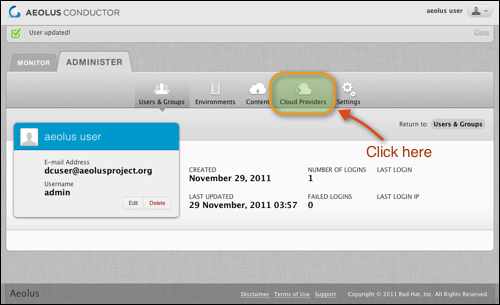 AEOLUS CONDUCTOR
aeolus user
User updated!
Close
MONITOR
ADMINISTER
Users & Groups
Environments
Content
Cloud Providers
Settings
Return to: Users & Groups
Click here
aeolus user
E-mail Address
dcuser@aeolusproject.org
Username
admin
Edit
Delete
CREATED
November 29, 2011
NUMBER OF LOGINS
1
LAST LOGIN
LAST UPDATED
29 November, 2011 03:57
FAILED LOGINS
0
LAST LOGIN IP
Aeolus
Disclaimer
Terms of Use
Support
Copyright © 2011 Red Hat, Inc. All Rights Reserved